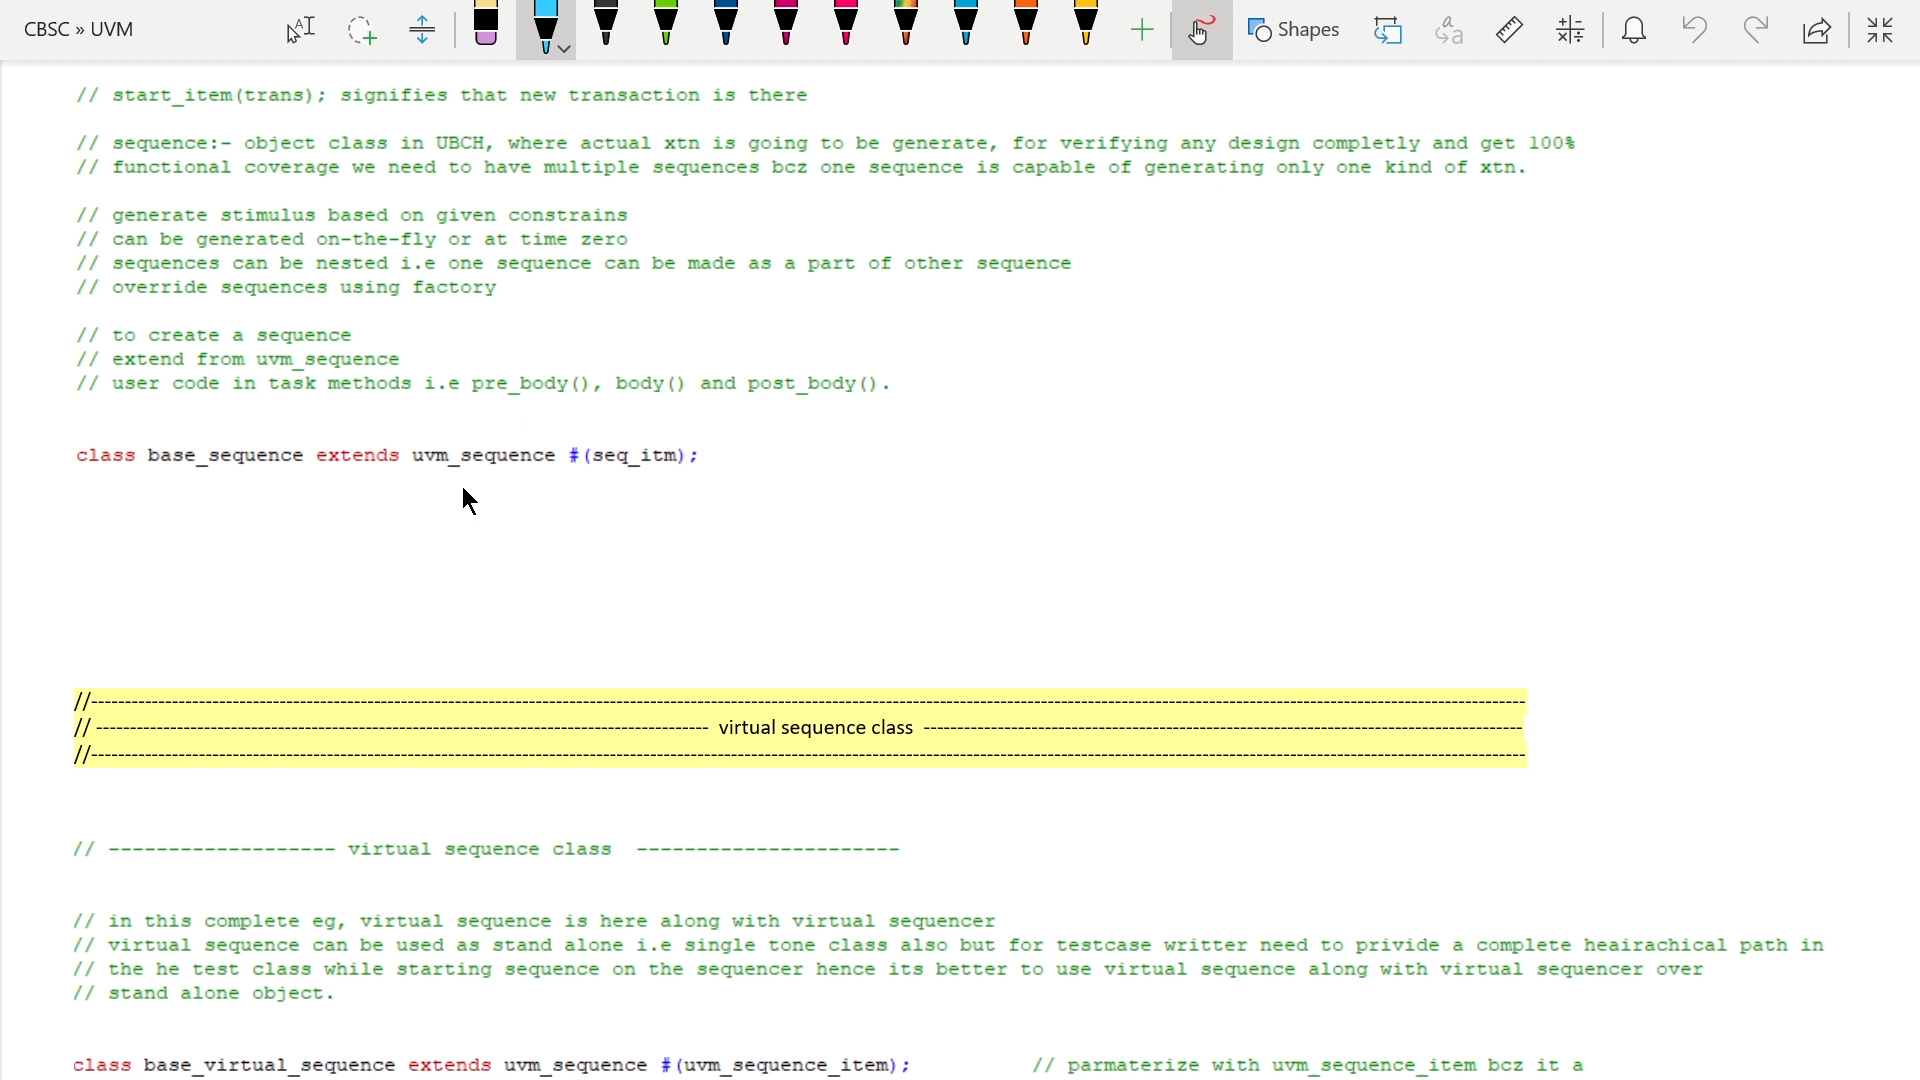 CBSC » UVM
Shapes
// start_item(trans); signifies that new transaction is there
// sequence:- object class in UBCH, where actual xtn is going to be generate, for verifying any design completly and get 100%
// functional coverage we need to have multiple sequences bcz one sequence is capable of generating only one kind of xtn.
// generate stimulus based on given constrains
// can be generated on-the-fly or at time zero
// sequences can be nested i.e one sequence can be made as a part of other sequence
// override sequences using factory
// to create a sequence
// extend from uvm_sequence
// user code in task methods i.e pre_body(), body() and post_body().
class base_sequence extends uvm_sequence #(seq_itm);
//------------------------------------------------------------------------------------------------------------------------
// -------------------------------------------------- virtual sequence class --------------------------------------------------
//------------------------------------------------------------------------------------------------------------------------
// ------------------- virtual sequence class ----------------------
// in this complete eg, virtual sequence is here along with virtual sequencer
// virtual sequence can be used as stand alone i.e single tone class also but for testcase writter need to privide a complete heairachical path in
// the he test class while starting sequence on the sequencer hence its better to use virtual sequence along with virtual sequencer over
// stand alone object.
class base_virtual_sequence extends uvm_sequence #(uvm_sequence_item); // parmaterize with uvm_sequence_item bcz it a